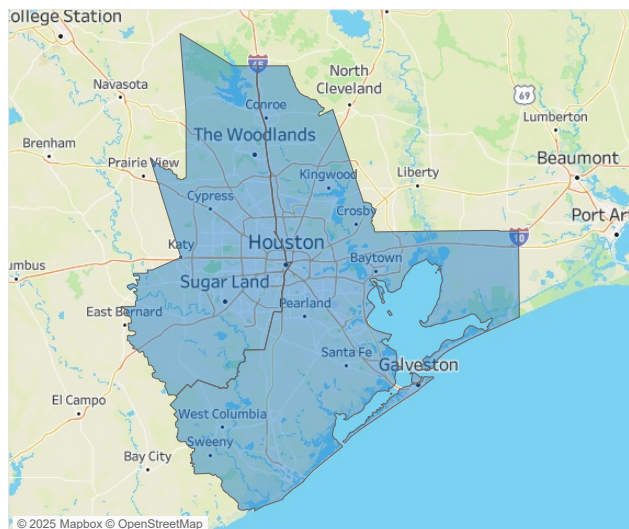 ollege Station
45
Navasota
North
Cleveland
69
Conroe
Lumberton
The Woodlands
Brenham
Beaumont
Prairie View
Kingwood
Liberty
Cypress
Crosby
Port Ar
10
Katy
Houston
Baytown
umbus
Sugar Land
East Bernard
Pearland
Santa Fe
Galveston
El Campo
West Columbia
Sweeny
Bay City
© 2025 Mapbox © OpenStreetMap